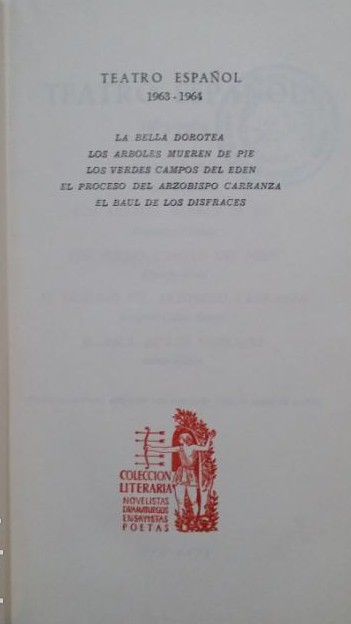 TEATRO ESPAÑOL
1963-1964
LA BELLA DOROTEA
LOS ARBOLES MUEREN DE PIE
LOS VERDES CAMPOS DEL EDEN
EL PROCESO DEL ARZOBISPO CARRANZA
EL BAUL DE LOS DISFRACES
COLECCION
LITERARIA
NOVELISTAS
DRAMATURGOS
ENSAYISTAS
POETAS